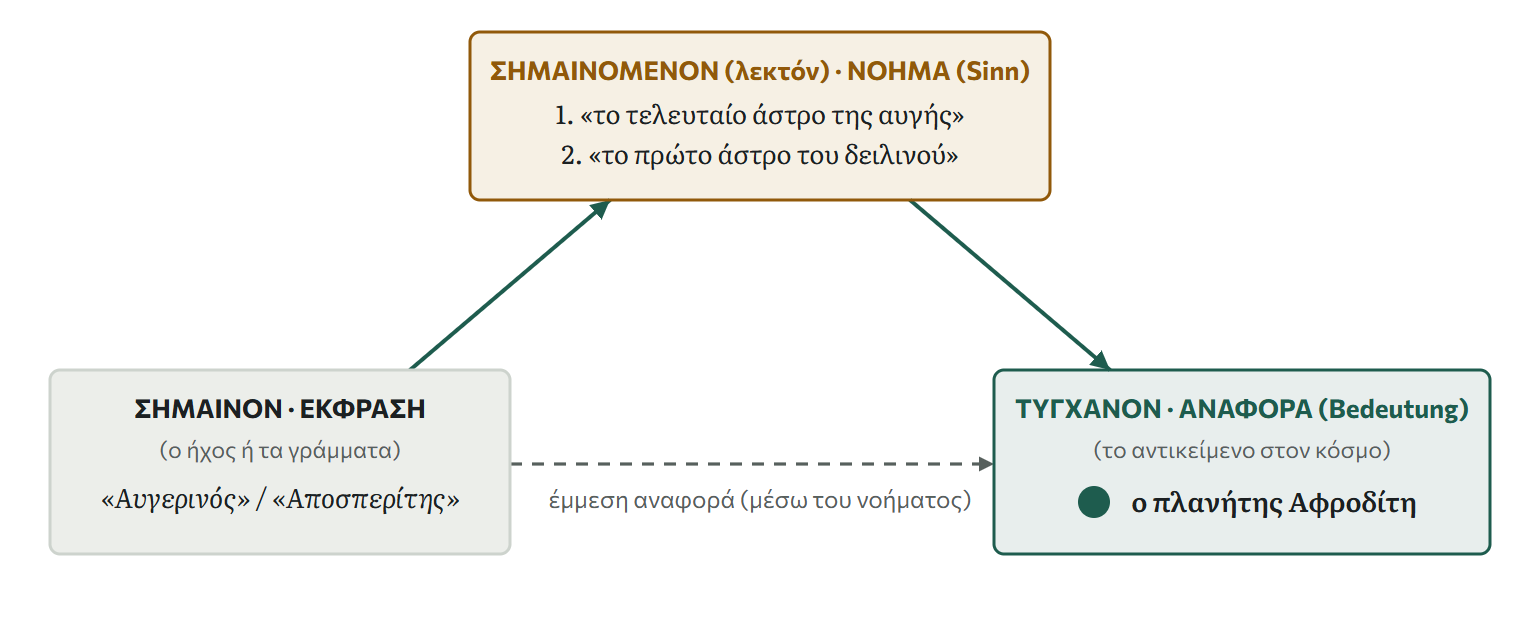 ΣΗΜΑΙΝΟΜΕΝΟΝ (λεκτόν) · ΝΟΗΜΑ (Sinn)
1. «το τελευταίο άστρο της αυγής»
2. «το πρώτο άστρο του δειλινού»
ΣΗΜΑΙΝΟΝ · ΕΚΦΡΑΣΗ
(ο ήχος ή τα γράμματα)
«Αυγερινός» / «Αποσπερίτης»
έμμεση αναφορά (μέσω του νοήματος)
ΤΥΓΧΑΝΟΝ · ΑΝΑΦΟΡΑ (Bedeutung)
(το αντικείμενο στον κόσμο)
ο πλανήτης Αφροδίτη